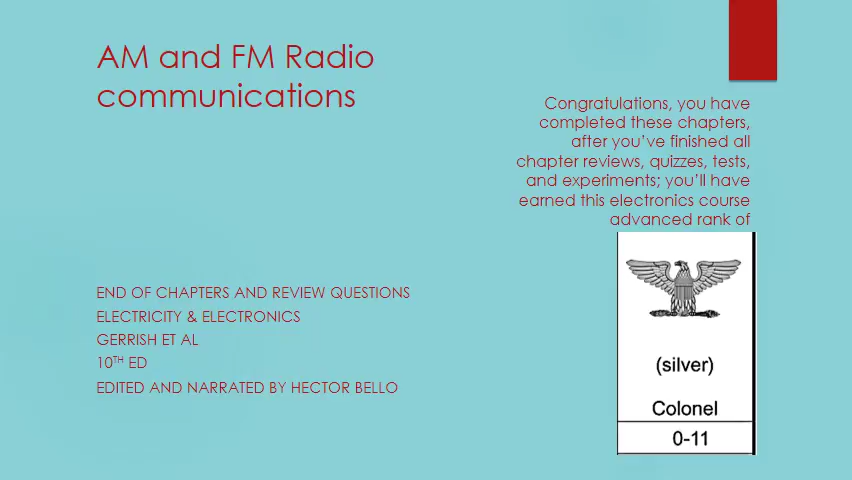 AM and FM Radio
communications
Congratulations, you have
completed these chapters,
after you've finished all
chapter reviews, quizzes, tests,
and experiments; you'll have
earned this electronics course
advanced rank of
END OF CHAPTERS AND REVIEW QUESTIONS
ELECTRICITY & ELECTRONICS
GERRISH ET AL
10TH ED
EDITED AND NARRATED BY HECTOR BELLO
(silver)
Colonel
0-11